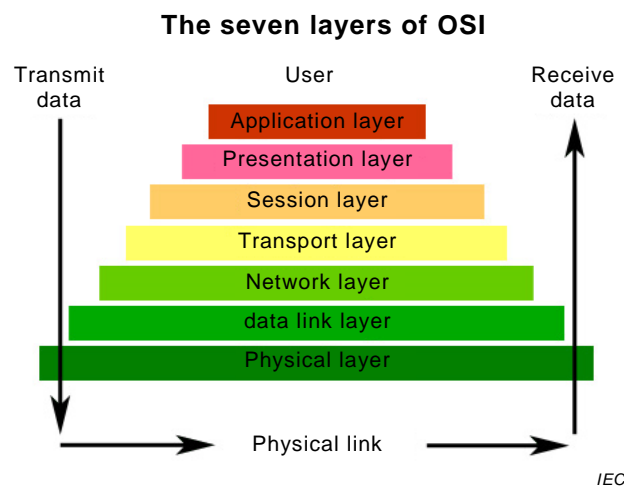 The seven layers of OSI
Transmit
data
User
Receive
data
Application layer
Presentation layer
Session layer
Transport layer
Network layer
data link layer
Physical layer
Physical link
IEC